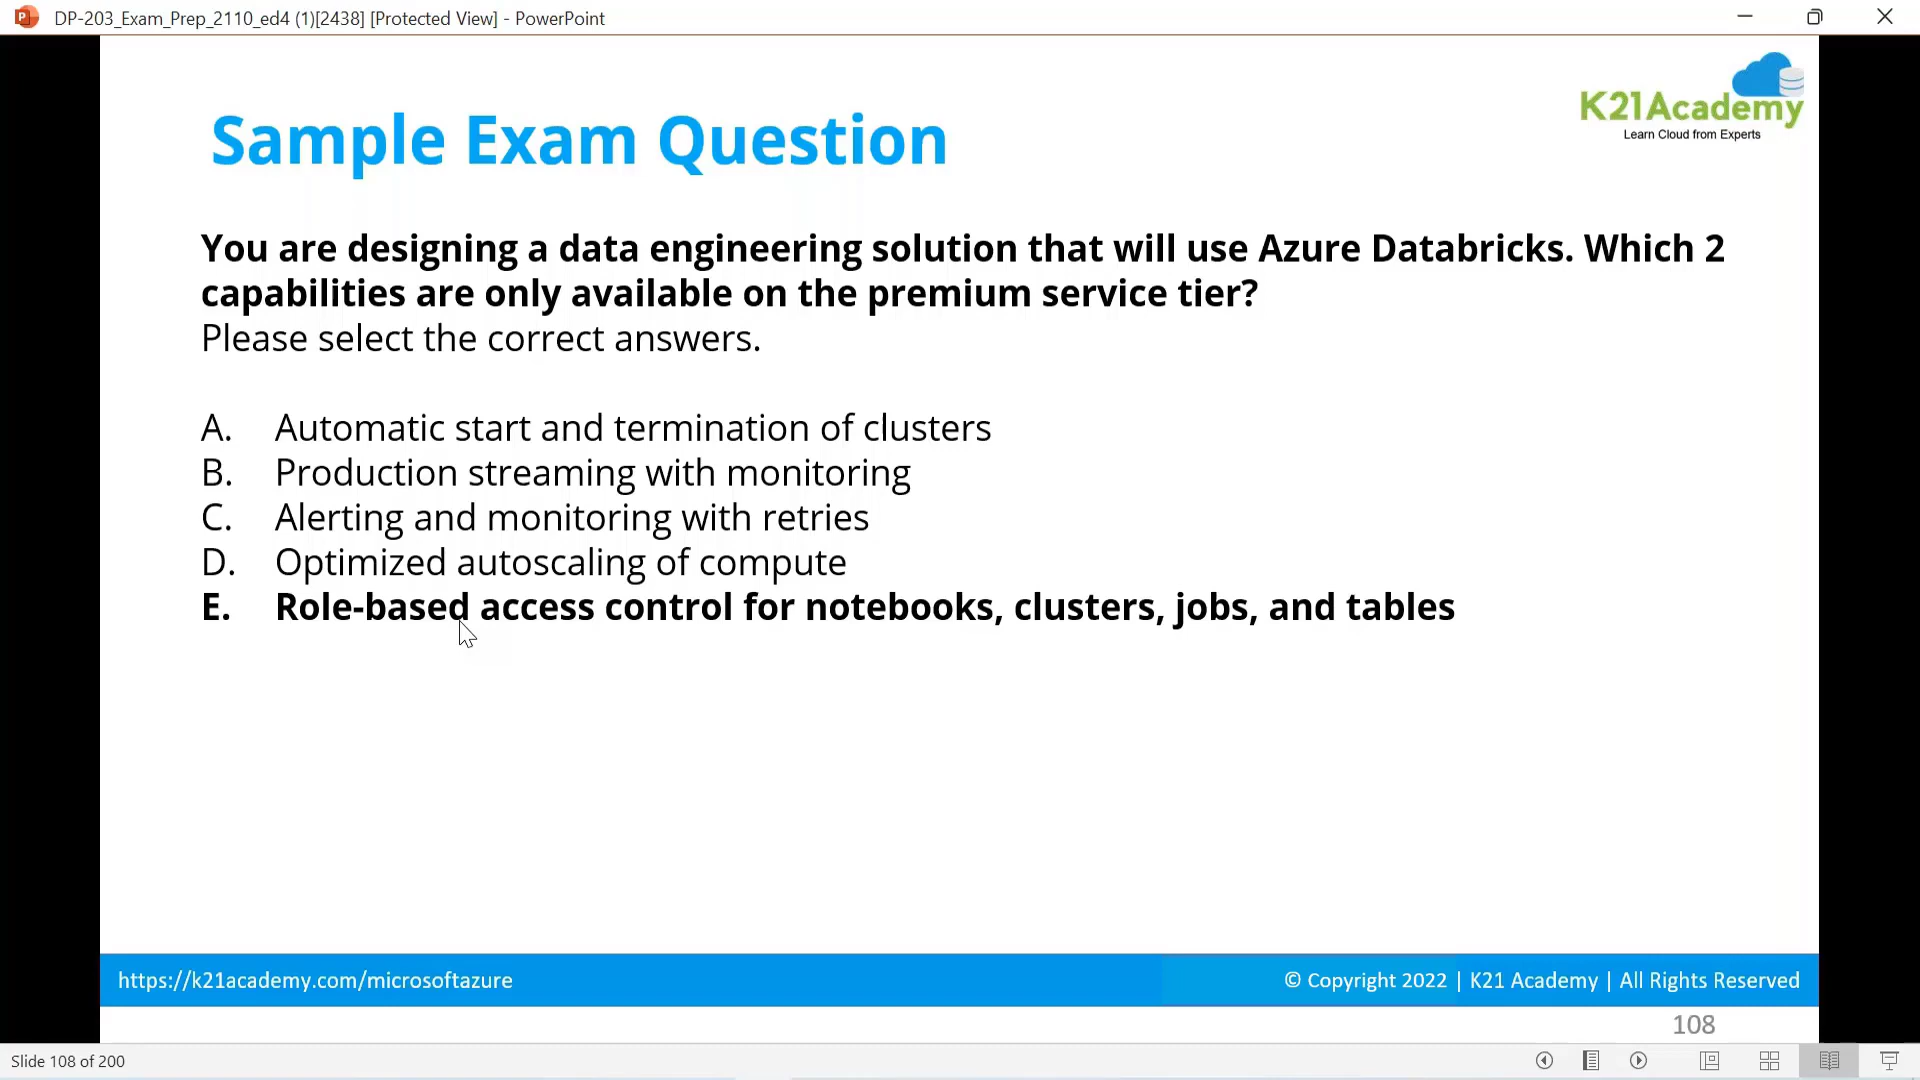 DP-203_Exam_Prep_2110_ed4 (1)[2438] [Protected View] - PowerPoint
K21Academy
Learn Cloud from Experts
Sample Exam Question
You are designing a data engineering solution that will use Azure Databricks. Which 2
capabilities are only available on the premium service tier?
Please select the correct answers.
A. Automatic start and termination of clusters
B. Production streaming with monitoring
C. Alerting and monitoring with retries
D. Optimized autoscaling of compute
E. Role-based access control for notebooks, clusters, jobs, and tables
https://k21academy.com/microsoftazure
© Copyright 2022 | K21 Academy | All Rights Reserved
108
Slide 108 of 200